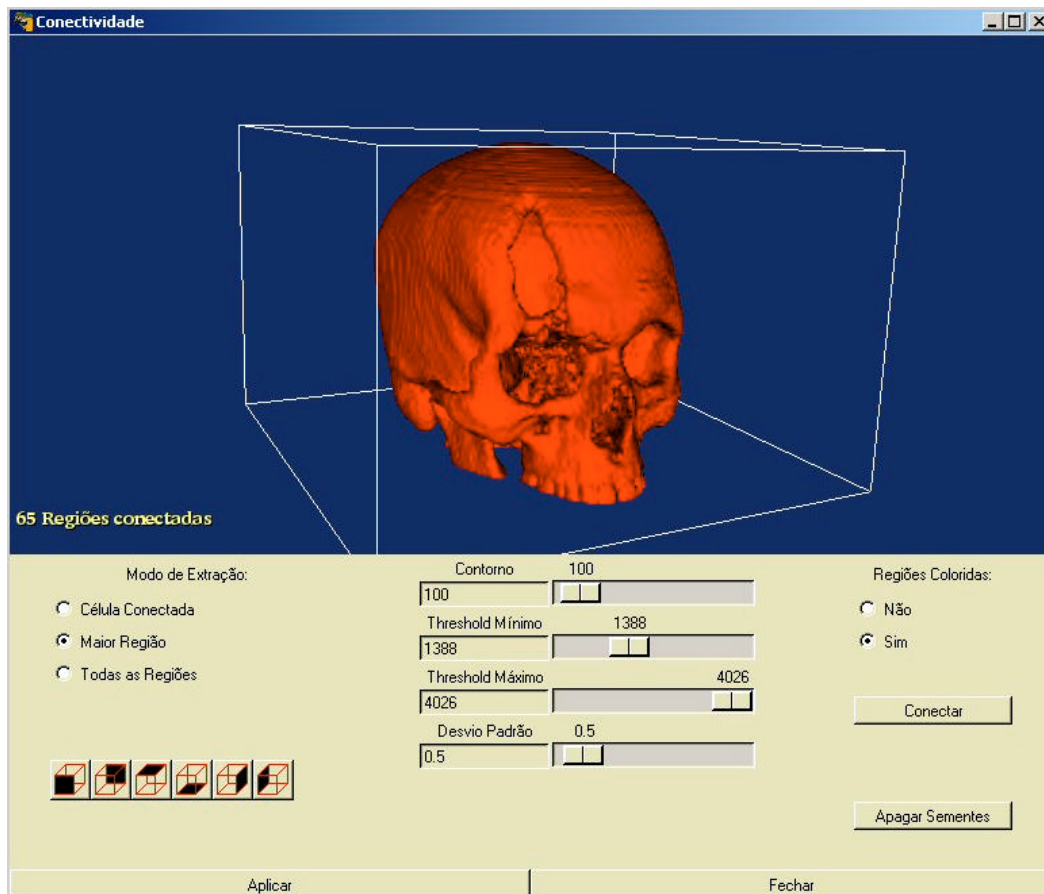 Conectividade
65 Regiões conectadas
Modo de Extração:
Célula Conectada
Maior Região
Todas as Regiões
Contorno 100
100
Threshold Mínimo 1388
1388
Threshold Máximo 4026
4026
Desvio Padrão 0.5
0.5
Regiões Coloridas:
Não
Sim
Conectar
Apagar Sementes
Aplicar
Fechar